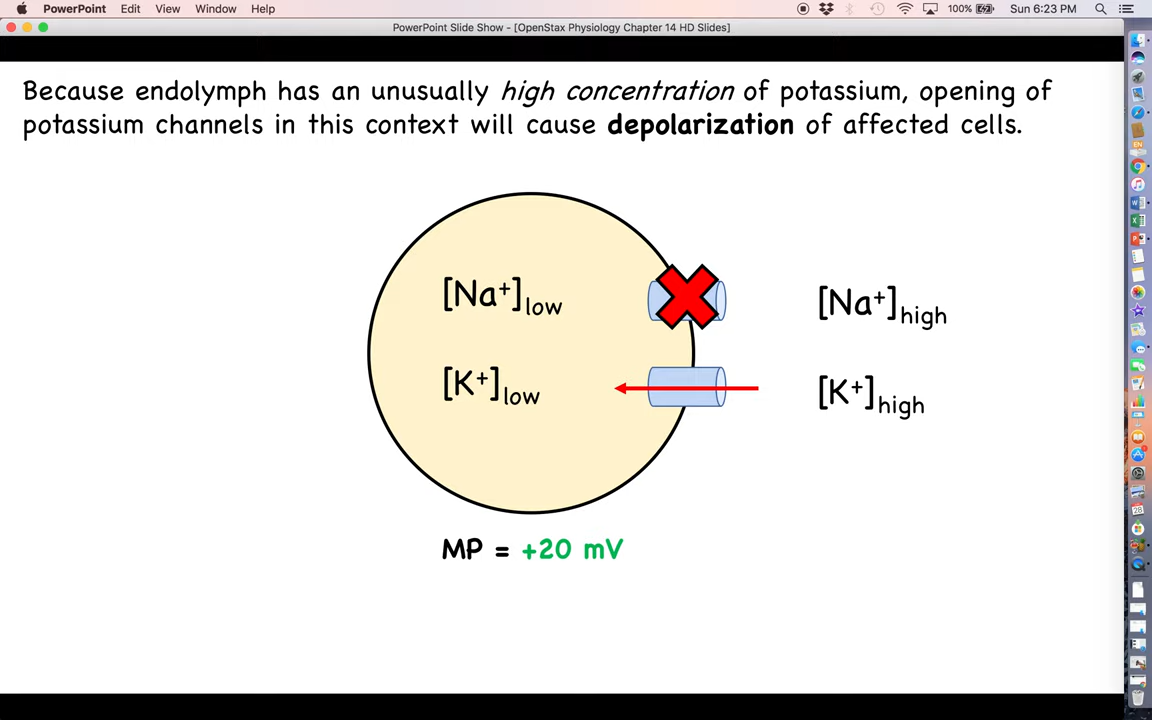 PowerPoint Edit View Window Help 100% Sun 6:23 PM
PowerPoint Slide Show - [OpenStax Physiology Chapter 14 HD Slides]
Because endolymph has an unusually high concentration of potassium, opening of
potassium channels in this context will cause depolarization of affected cells.
[Na⁺]low [Na⁺]high
[K⁺]low [K⁺]high
MP = +20 mV